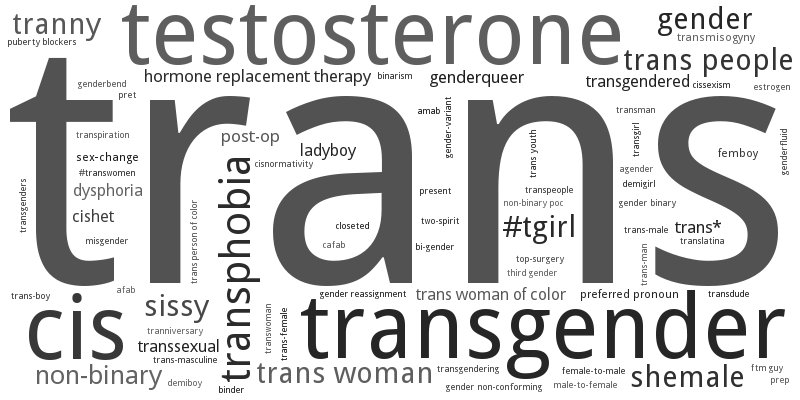 tranny
testosterone
gender
puberty blockers
transmisogyny
trans people
hormone replacement therapy
binarism
genderqueer
transgendered
cissexism
genderbend
estrogen
pret
trans
amab
gender-variant
transman
transpiration
post-op
ladyboy
trans youth
transgirl
genderfluid
sex-change
cisnormativity
femboy
#transwomen
agender
dysphoria
present
transpeople
demigirl
transgenders
cishet
trans person of color
transphobia
closeted
two-spirit
non-binary poc
#tgirl
gender binary
trans-male
trans*
misgender
cafab
bi-gender
translatina
top-surgery
third gender
trans-man
trans-boy
afab
gender reassignment
trans woman of color
preferred pronoun
transdude
cis
sissy
transwoman
trans-female
transgender
tranniversary
transsexual
trans-masculine
non-binary
demiboy
binder
trans woman
transgendering
gender non-conforming
female-to-male
male-to-female
shemale
ftm guy
prep